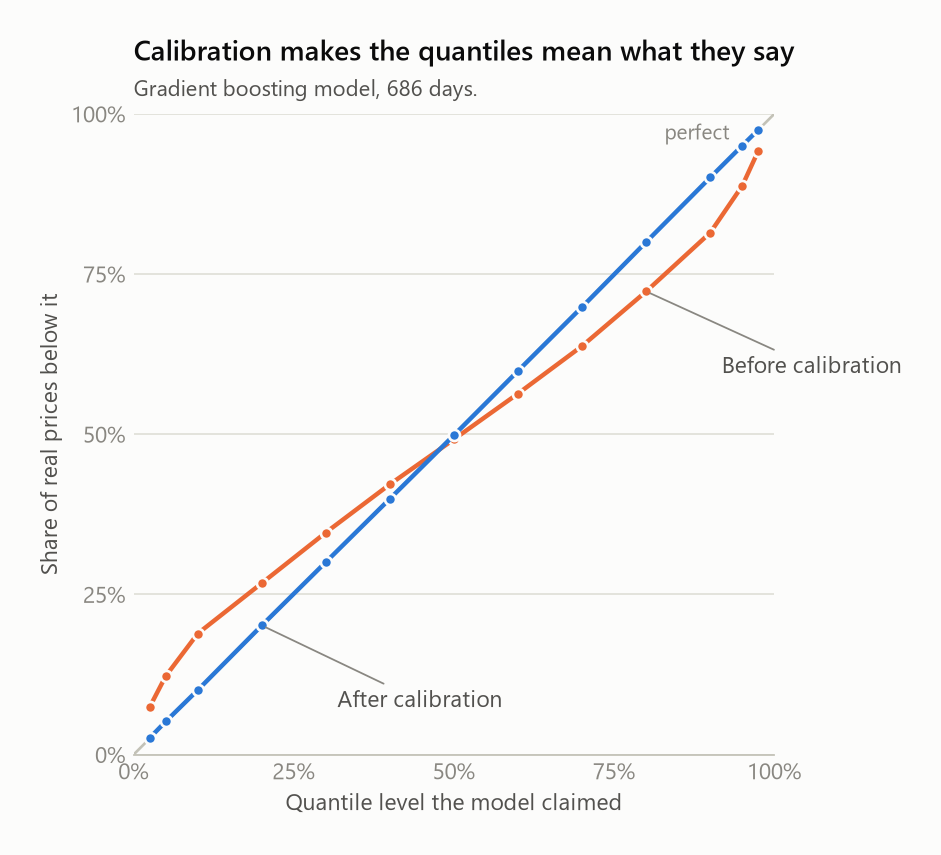 Calibration makes the quantiles mean what they say
Gradient boosting model, 686 days.
100%
perfect
75%
Before calibration
50%
Share of real prices below it
25%
After calibration
0%
0% 25% 50% 75% 100%
Quantile level the model claimed